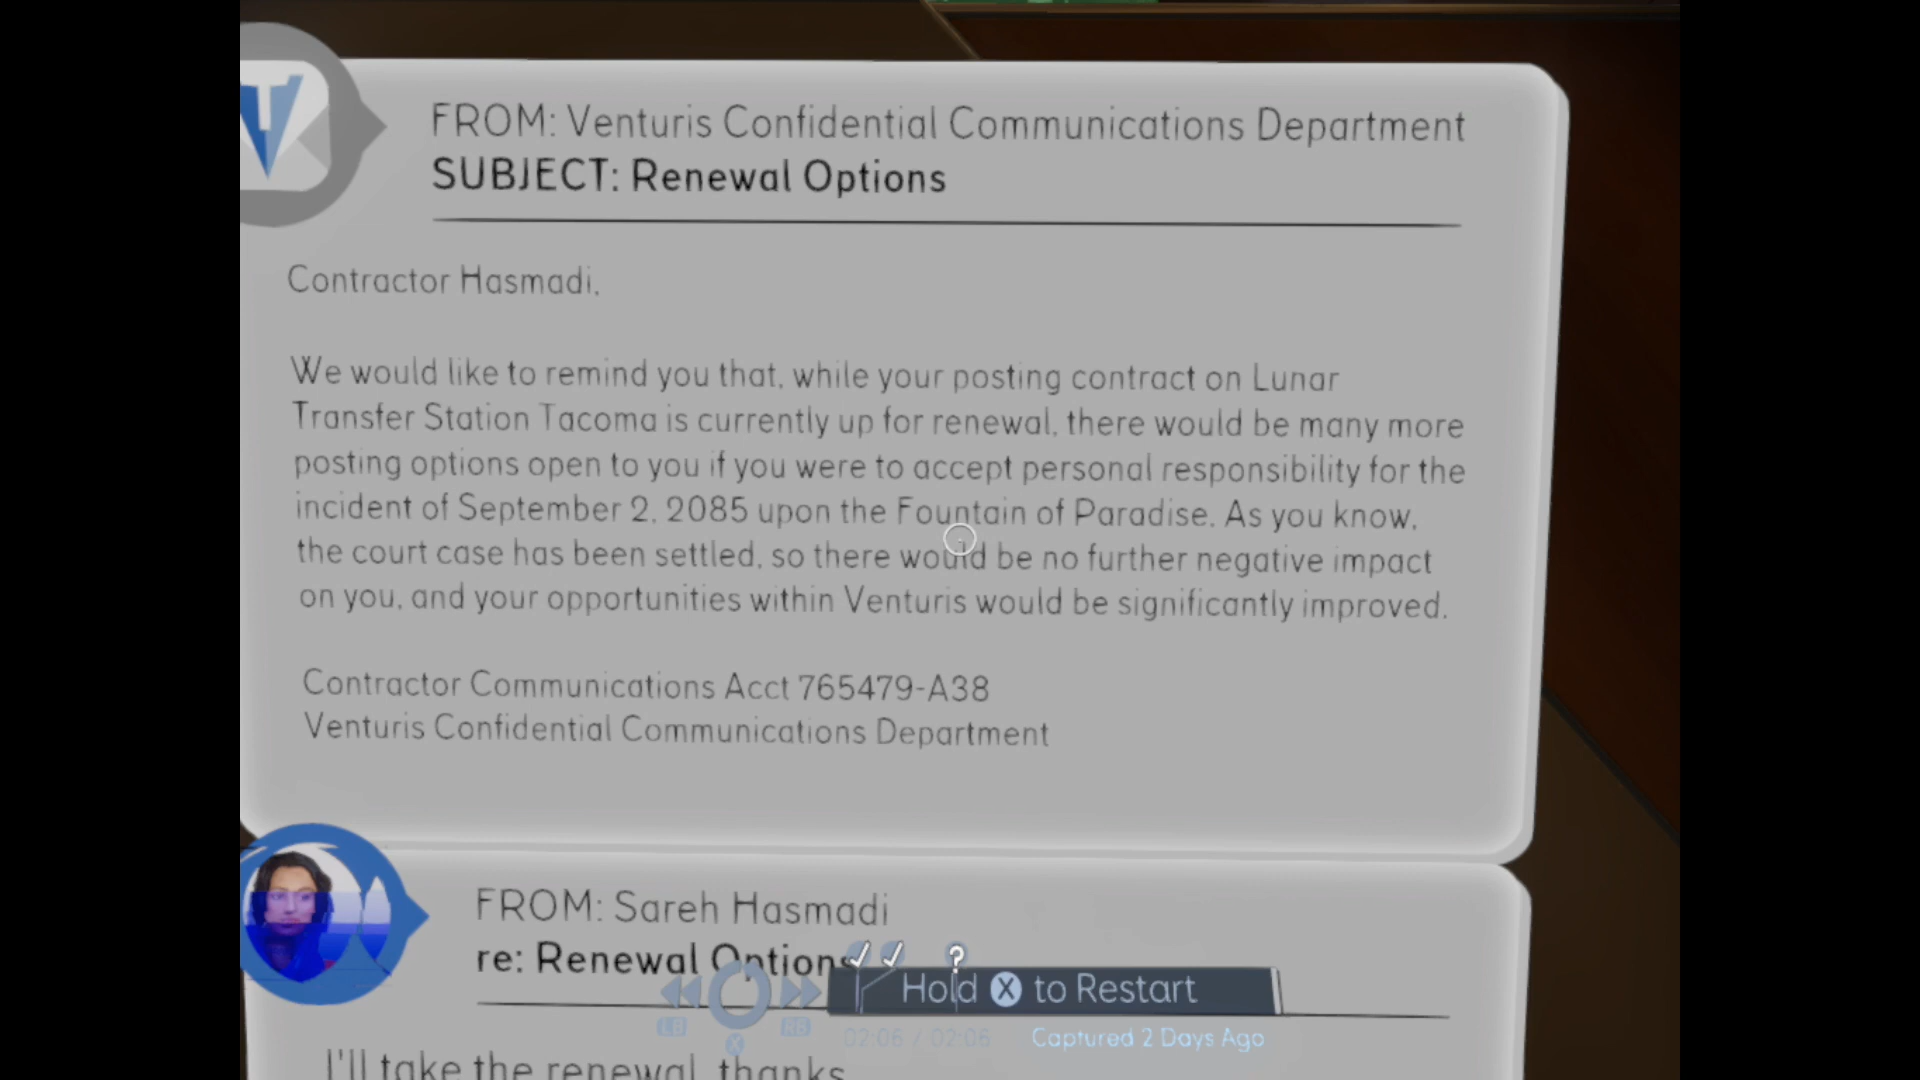 FROM: Venturis Confidential Communications Department
SUBJECT: Renewal Options
Contractor Hasmadi,
We would like to remind you that, while your posting contract on Lunar
Transfer Station Tacoma is currently up for renewal, there would be many more
posting options open to you if you were to accept personal responsibility for the
incident of September 2, 2085 upon the Fountain of Paradise. As you know,
the court case has been settled, so there would be no further negative impact
on you, and your opportunities within Venturis would be significantly improved.
Contractor Communications Acct 765479-A38
Venturis Confidential Communications Department
FROM: Sareh Hasmadi
re: Renewal Options
?
Hold X to Restart
LB
RB
X
02:06 / 02:06
Captured 2 Days Ago
I'll take the renewal, thanks